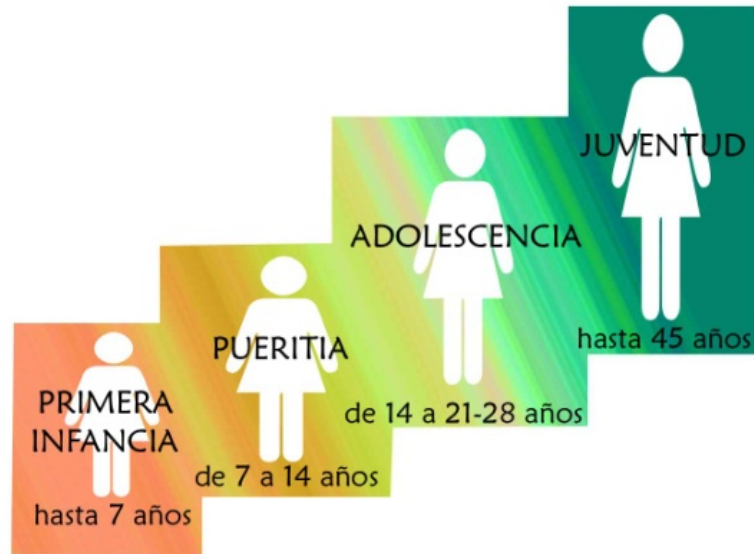 PRIMERA
INFANCIA
hasta 7 años
PUERITIA
de 7 a 14 años
ADOLESCENCIA
de 14 a 21-28 años
JUVENTUD
hasta 45 años